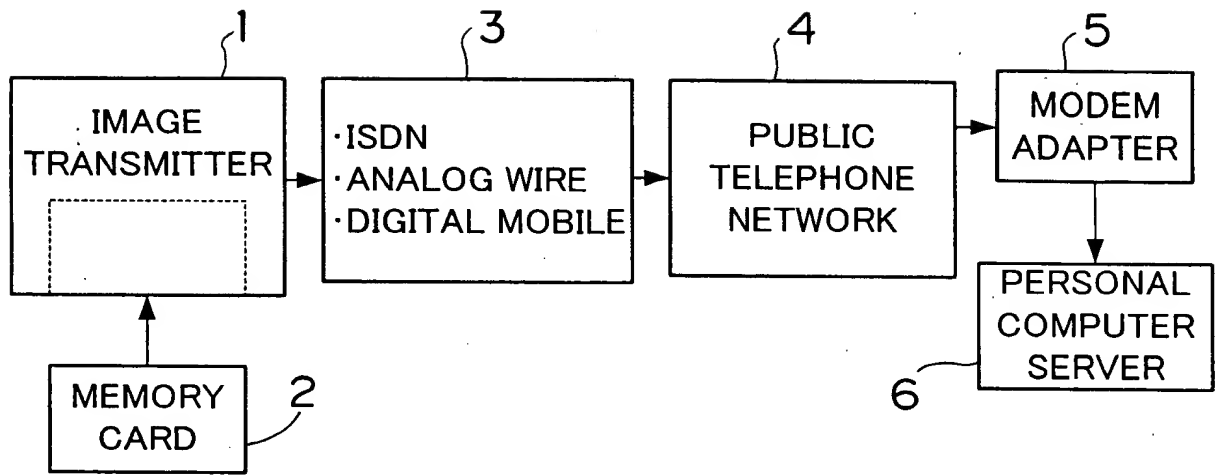 1
IMAGE
TRANSMITTER
2
MEMORY
CARD
3
·ISDN
·ANALOG WIRE
·DIGITAL MOBILE
4
PUBLIC
TELEPHONE
NETWORK
5
MODEM
ADAPTER
6
PERSONAL
COMPUTER
SERVER